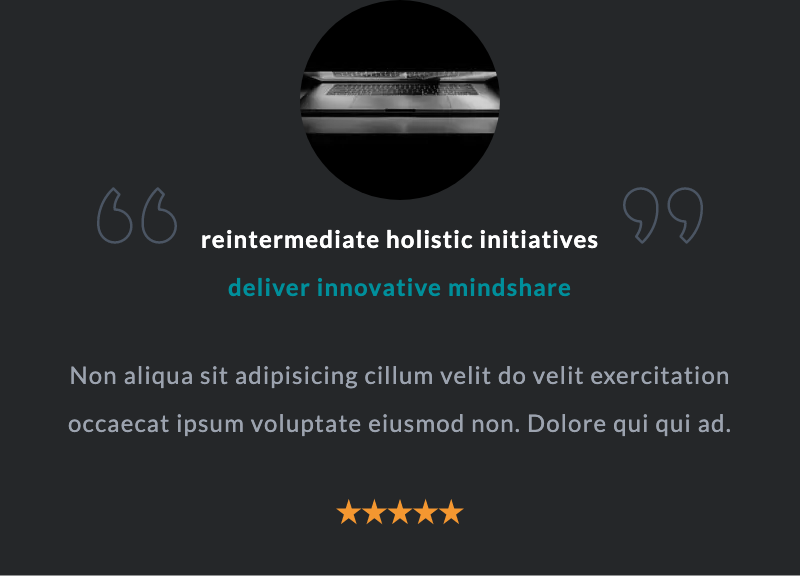 reintermediate holistic initiatives
deliver innovative mindshare
Non aliqua sit adipisicing cillum velit do velit exercitation
occaecat ipsum voluptate eiusmod non. Dolore qui qui ad.